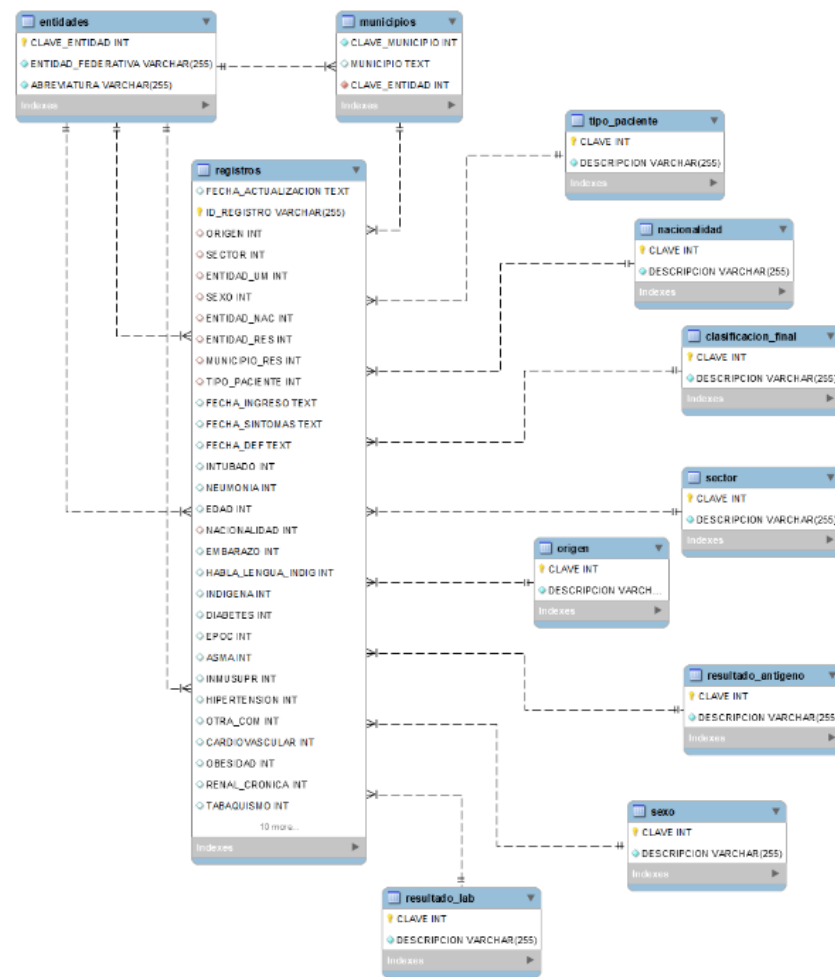 entidades
CLAVE_ENTIDAD INT
ENTIDAD_FEDERATIVA VARCHAR(255)
ABREVIATURA VARCHAR(255)
Indexes
municipios
CLAVE_MUNICIPIO INT
MUNICIPIO TEXT
CLAVE_ENTIDAD INT
Indexes
tipo_paciente
CLAVE INT
DESCRIPCION VARCHAR(255)
Indexes
registros
FECHA_ACTUALIZACION TEXT
ID_REGISTRO VARCHAR(255)
ORIGEN INT
SECTOR INT
ENTIDAD_UM INT
SEXO INT
ENTIDAD_NAC INT
ENTIDAD_RES INT
MUNICIPIO_RES INT
TIPO_PACIENTE INT
FECHA_INGRESO TEXT
FECHA_SINTOMAS TEXT
FECHA_DEF TEXT
INTUBADO INT
NEUMONIA INT
EDAD INT
NACIONALIDAD INT
EMBARAZO INT
HABLA_LENGUA_INDIG INT
INDIGENA INT
DIABETES INT
EPOC INT
ASMA INT
INMUSUPR INT
HIPERTENSION INT
OTRA_COM INT
CARDIOVASCULAR INT
OBESIDAD INT
RENAL_CRONICA INT
TABAQUISMO INT
10 more...
Indexes
nacionalidad
CLAVE INT
DESCRIPCION VARCHAR(255)
Indexes
clasificacion_final
CLAVE INT
DESCRIPCION VARCHAR(255)
Indexes
sector
CLAVE INT
DESCRIPCION VARCHAR(255)
Indexes
origen
CLAVE INT
DESCRIPCION VARCH...
Indexes
resultado_antigeno
CLAVE INT
DESCRIPCION VARCHAR(255
Indexes
sexo
CLAVE INT
DESCRIPCION VARCHAR(255)
Indexes
resultado_lab
CLAVE INT
DESCRIPCION VARCHAR(255)
Indexes